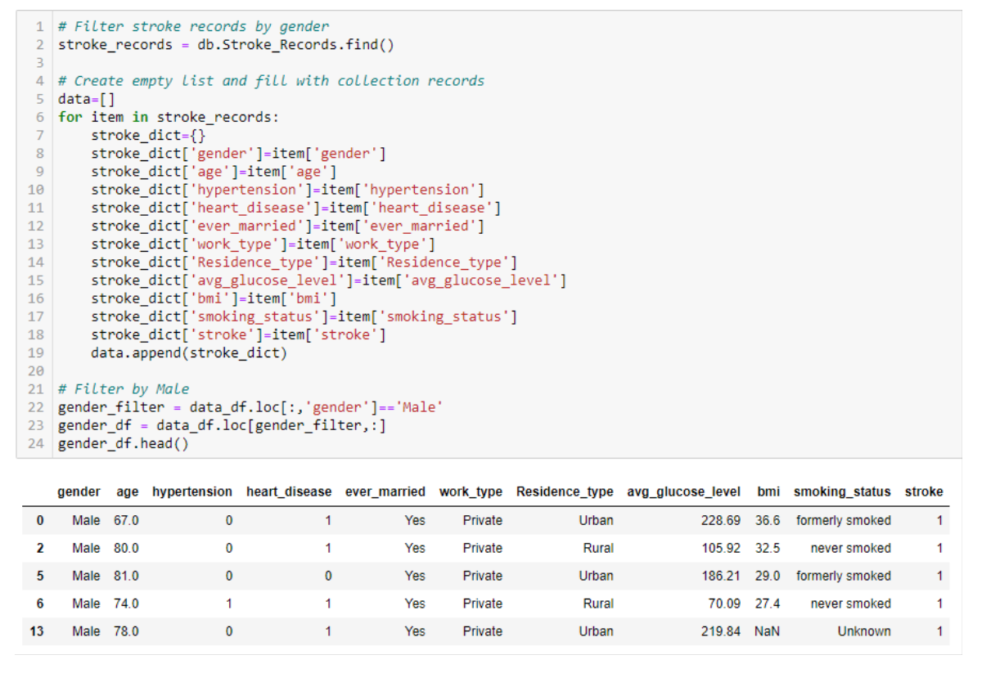 1 # Filter stroke records by gender
2 stroke_records = db.Stroke_Records.find()
3
4 # Create empty list and fill with collection records
5 data=[]
6 for item in stroke_records:
7     stroke_dict={}
8     stroke_dict['gender']=item['gender']
9     stroke_dict['age']=item['age']
10     stroke_dict['hypertension']=item['hypertension']
11     stroke_dict['heart_disease']=item['heart_disease']
12     stroke_dict['ever_married']=item['ever_married']
13     stroke_dict['work_type']=item['work_type']
14     stroke_dict['Residence_type']=item['Residence_type']
15     stroke_dict['avg_glucose_level']=item['avg_glucose_level']
16     stroke_dict['bmi']=item['bmi']
17     stroke_dict['smoking_status']=item['smoking_status']
18     stroke_dict['stroke']=item['stroke']
19     data.append(stroke_dict)
20
21 # Filter by Male
22 gender_filter = data_df.loc[:,'gender']=='Male'
23 gender_df = data_df.loc[gender_filter,:]
24 gender_df.head()
gender age hypertension heart_disease ever_married work_type Residence_type avg_glucose_level bmi smoking_status stroke
0 Male 67.0 0 1 Yes Private Urban 228.69 36.6 formerly smoked 1
2 Male 80.0 0 1 Yes Private Rural 105.92 32.5 never smoked 1
5 Male 81.0 0 0 Yes Private Urban 186.21 29.0 formerly smoked 1
6 Male 74.0 1 1 Yes Private Rural 70.09 27.4 never smoked 1
13 Male 78.0 0 1 Yes Private Urban 219.84 NaN Unknown 1